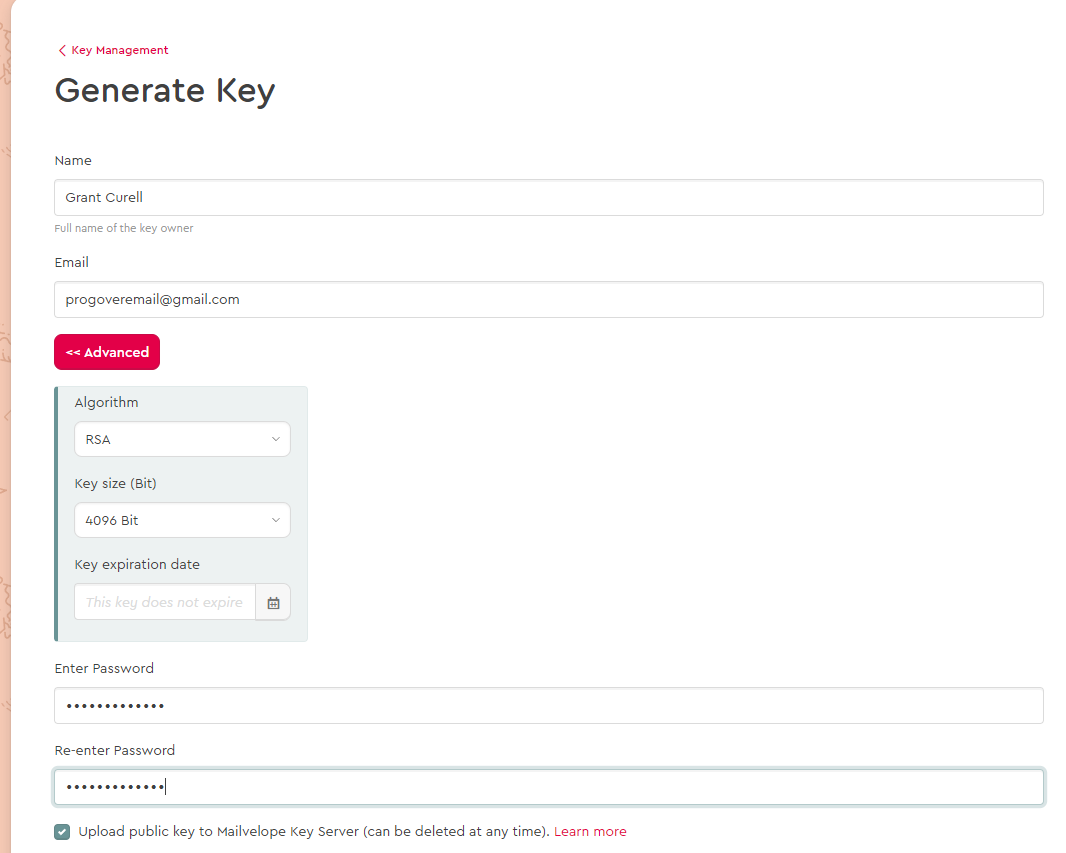 Key Management
Generate Key
Name
Grant Curell
Full name of the key owner
Email
progoveremail@gmail.com
<< Advanced
Algorithm
RSA
Key size (Bit)
4096 Bit
Key expiration date
This key does not expire
Enter Password
•••••••••••••
Re-enter Password
•••••••••••••
Upload public key to Mailvelope Key Server (can be deleted at any time). Learn more